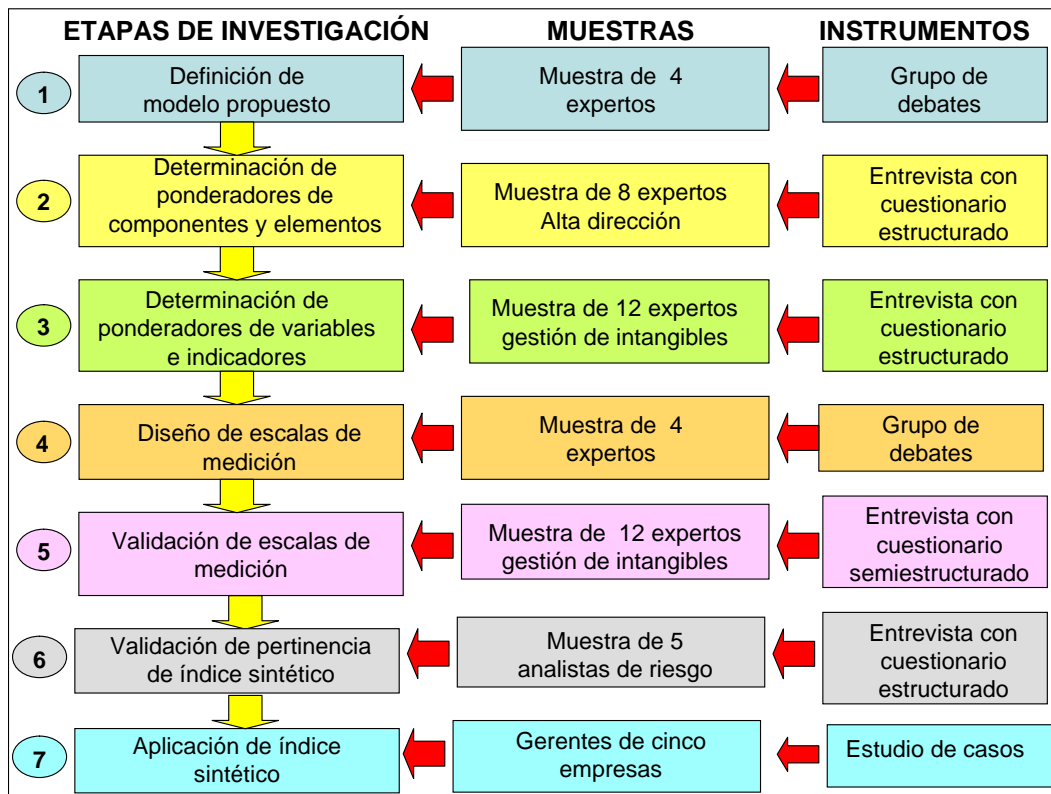 ETAPAS DE INVESTIGACIÓN
MUESTRAS
INSTRUMENTOS
1
Definición de
modelo propuesto
Muestra de 4
expertos
Grupo de
debates
2
Determinación de
ponderadores de
componentes y elementos
Muestra de 8 expertos
Alta dirección
Entrevista con
cuestionario
estructurado
3
Determinación de
ponderadores de variables
e indicadores
Muestra de 12 expertos
gestión de intangibles
Entrevista con
cuestionario
estructurado
4
Diseño de escalas de
medición
Muestra de 4
expertos
Grupo de
debates
5
Validación de escalas de
medición
Muestra de 12 expertos
gestión de intangibles
Entrevista con
cuestionario
semiestructurado
6
Validación de pertinencia
de índice sintético
Muestra de 5
analistas de riesgo
Entrevista con
cuestionario
estructurado
7
Aplicación de índice
sintético
Gerentes de cinco
empresas
Estudio de casos